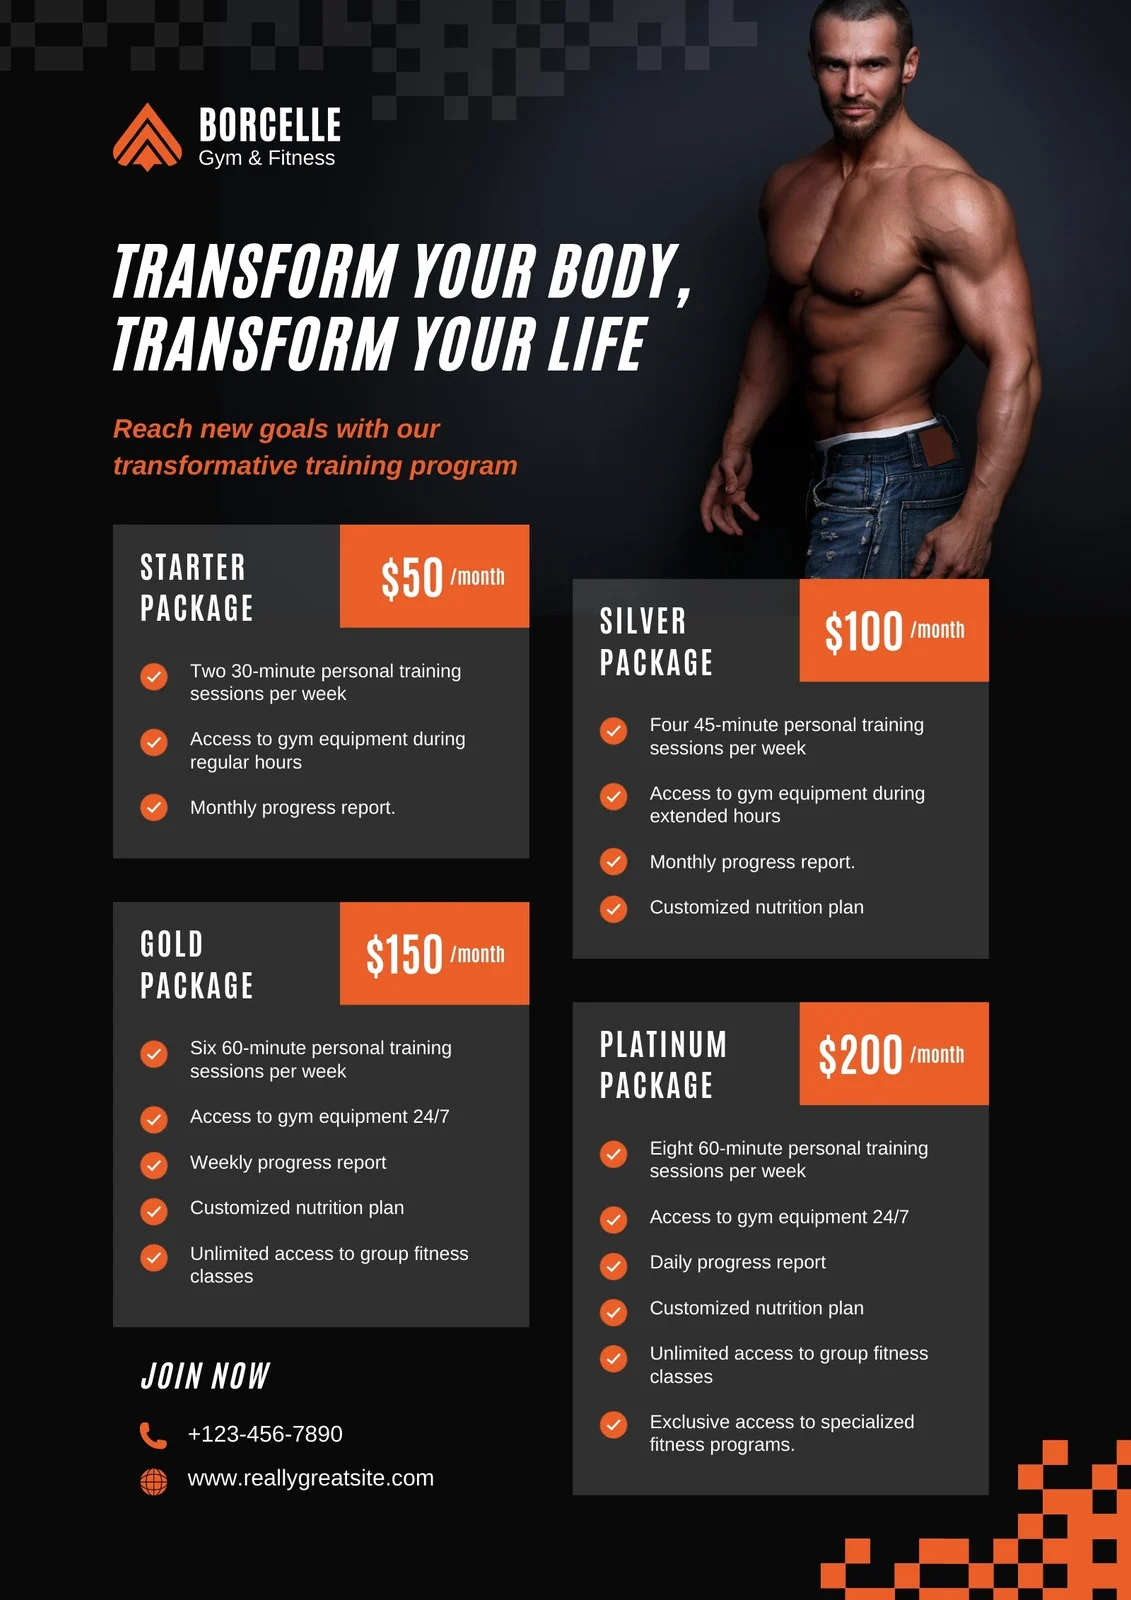 BORCELLE
Gym & Fitness
TRANSFORM YOUR BODY,
TRANSFORM YOUR LIFE
Reach new goals with our
transformative training program
STARTER
PACKAGE
$50 /month
Two 30-minute personal training
sessions per week
Access to gym equipment during
regular hours
Monthly progress report.
SILVER
PACKAGE
$100 /month
Four 45-minute personal training
sessions per week
Access to gym equipment during
extended hours
Monthly progress report.
Customized nutrition plan
GOLD
PACKAGE
$150 /month
Six 60-minute personal training
sessions per week
Access to gym equipment 24/7
Weekly progress report
Customized nutrition plan
Unlimited access to group fitness
classes
PLATINUM
PACKAGE
$200 /month
Eight 60-minute personal training
sessions per week
Access to gym equipment 24/7
Daily progress report
Customized nutrition plan
Unlimited access to group fitness
classes
Exclusive access to specialized
fitness programs.
JOIN NOW
+123-456-7890
www.reallygreatsite.com